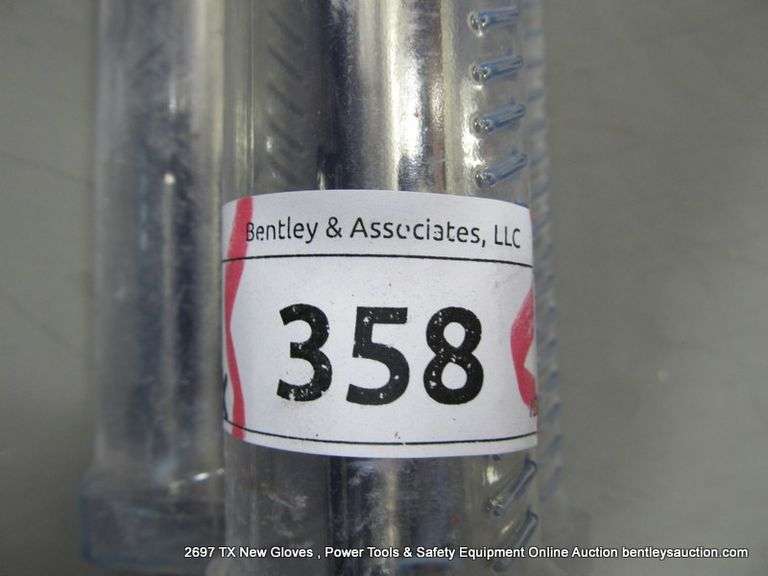 Bentley & Associates, LLC
358
2697 TX New Gloves , Power Tools & Safety Equipment Online Auction bentleysauction.com